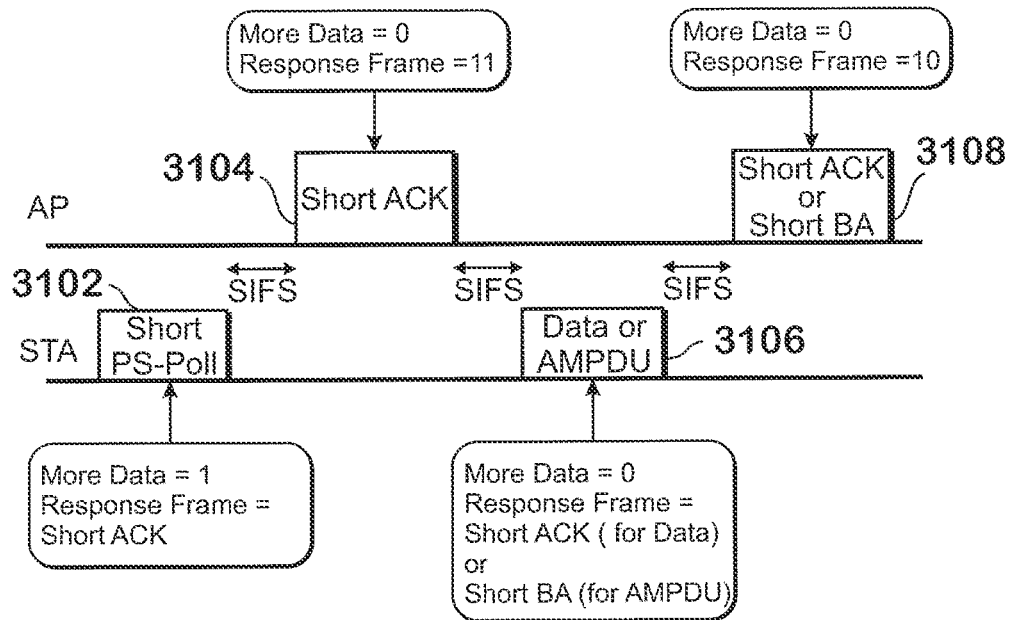 More Data = 0
Response Frame =11
More Data = 0
Response Frame =10
3104
Short ACK
Short ACK
or
Short BA
3108
AP
SIFS
SIFS
SIFS
3102
Short
PS-Poll
Data or
AMPDU
3106
STA
More Data = 1
Response Frame =
Short ACK
More Data = 0
Response Frame =
Short ACK ( for Data)
or
Short BA (for AMPDU)